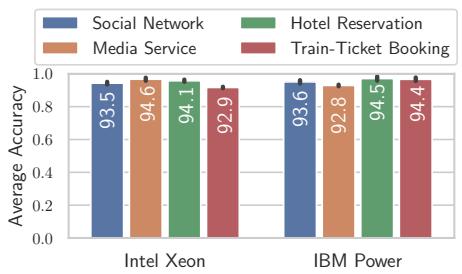 Social Network
Hotel Reservation
Media Service
Train-Ticket Booking
Average Accuracy
1.0
0.8
0.6
0.4
0.2
0.0
93.5
94.6
94.1
92.9
93.6
92.8
94.5
94.4
Intel Xeon
IBM Power